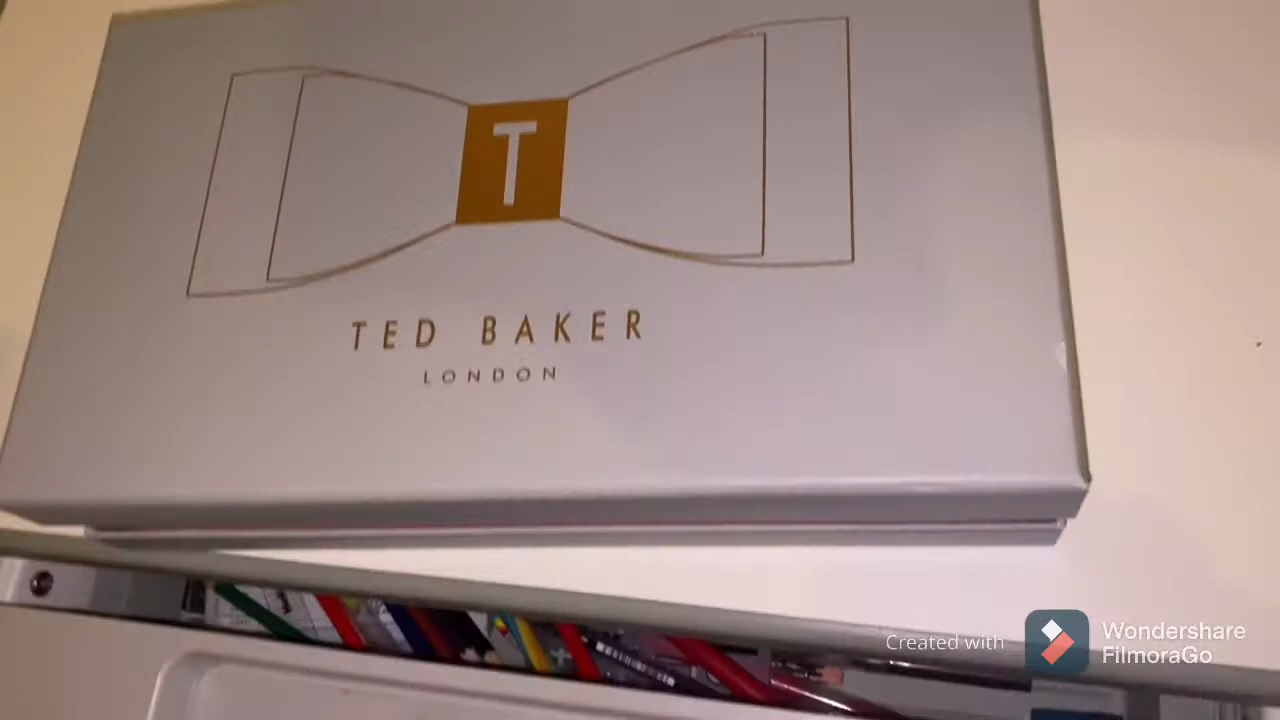 T
TED BAKER
LONDON
Created with
Wondershare
FilmoraGo